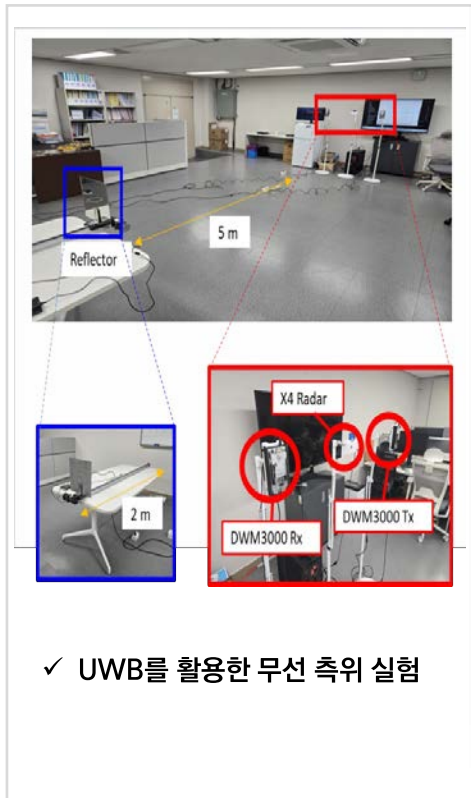 5 m
Reflector
X4 Radar
2 m
DWM3000 Rx
DWM3000 Tx
✓ UWB를 활용한 무선 측위 실험